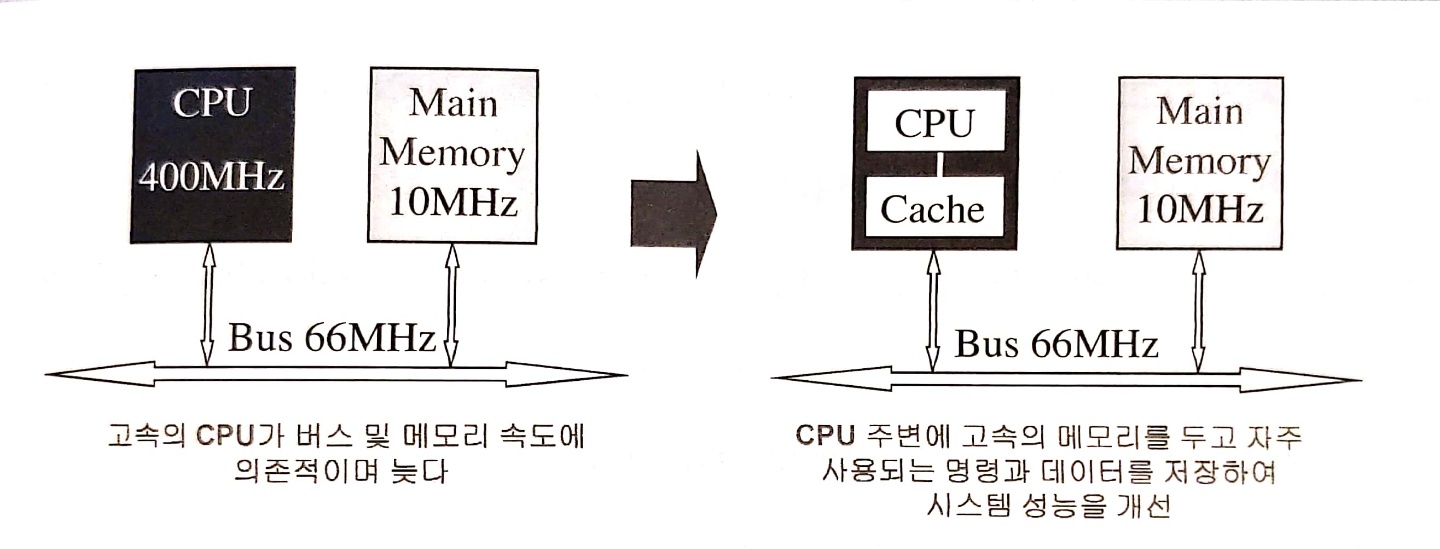 CPU
400MHz
Main
Memory
10MHz
Bus 66MHz
고속의 CPU가 버스 및 메모리 속도에
의존적이며 늦다
CPU
Cache
Main
Memory
10MHz
Bus 66MHz
CPU 주변에 고속의 메모리를 두고 자주
사용되는 명령과 데이터를 저장하여
시스템 성능을 개선